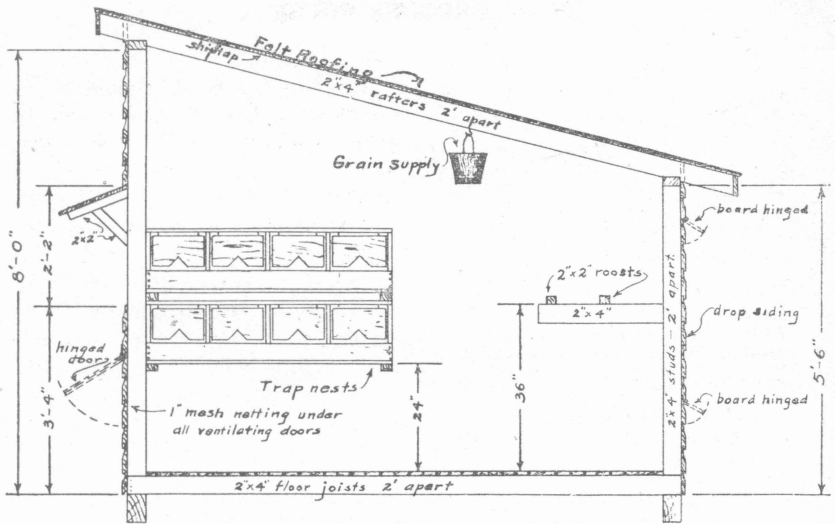 Felt Roofing
shiplap
2"x4" rafters 2' apart
Grain supply
board hinged
2"x2"
8'-0"
2'-2"
2"x2" roosts
2"x4"
2"x4" studs - 2' apart.
drop siding
5'-6"
hinged
doors
3'-4"
Trap nests
1" mesh netting under
all ventilating doors
24"
36"
board hinged
2"x4" floor joists 2' apart